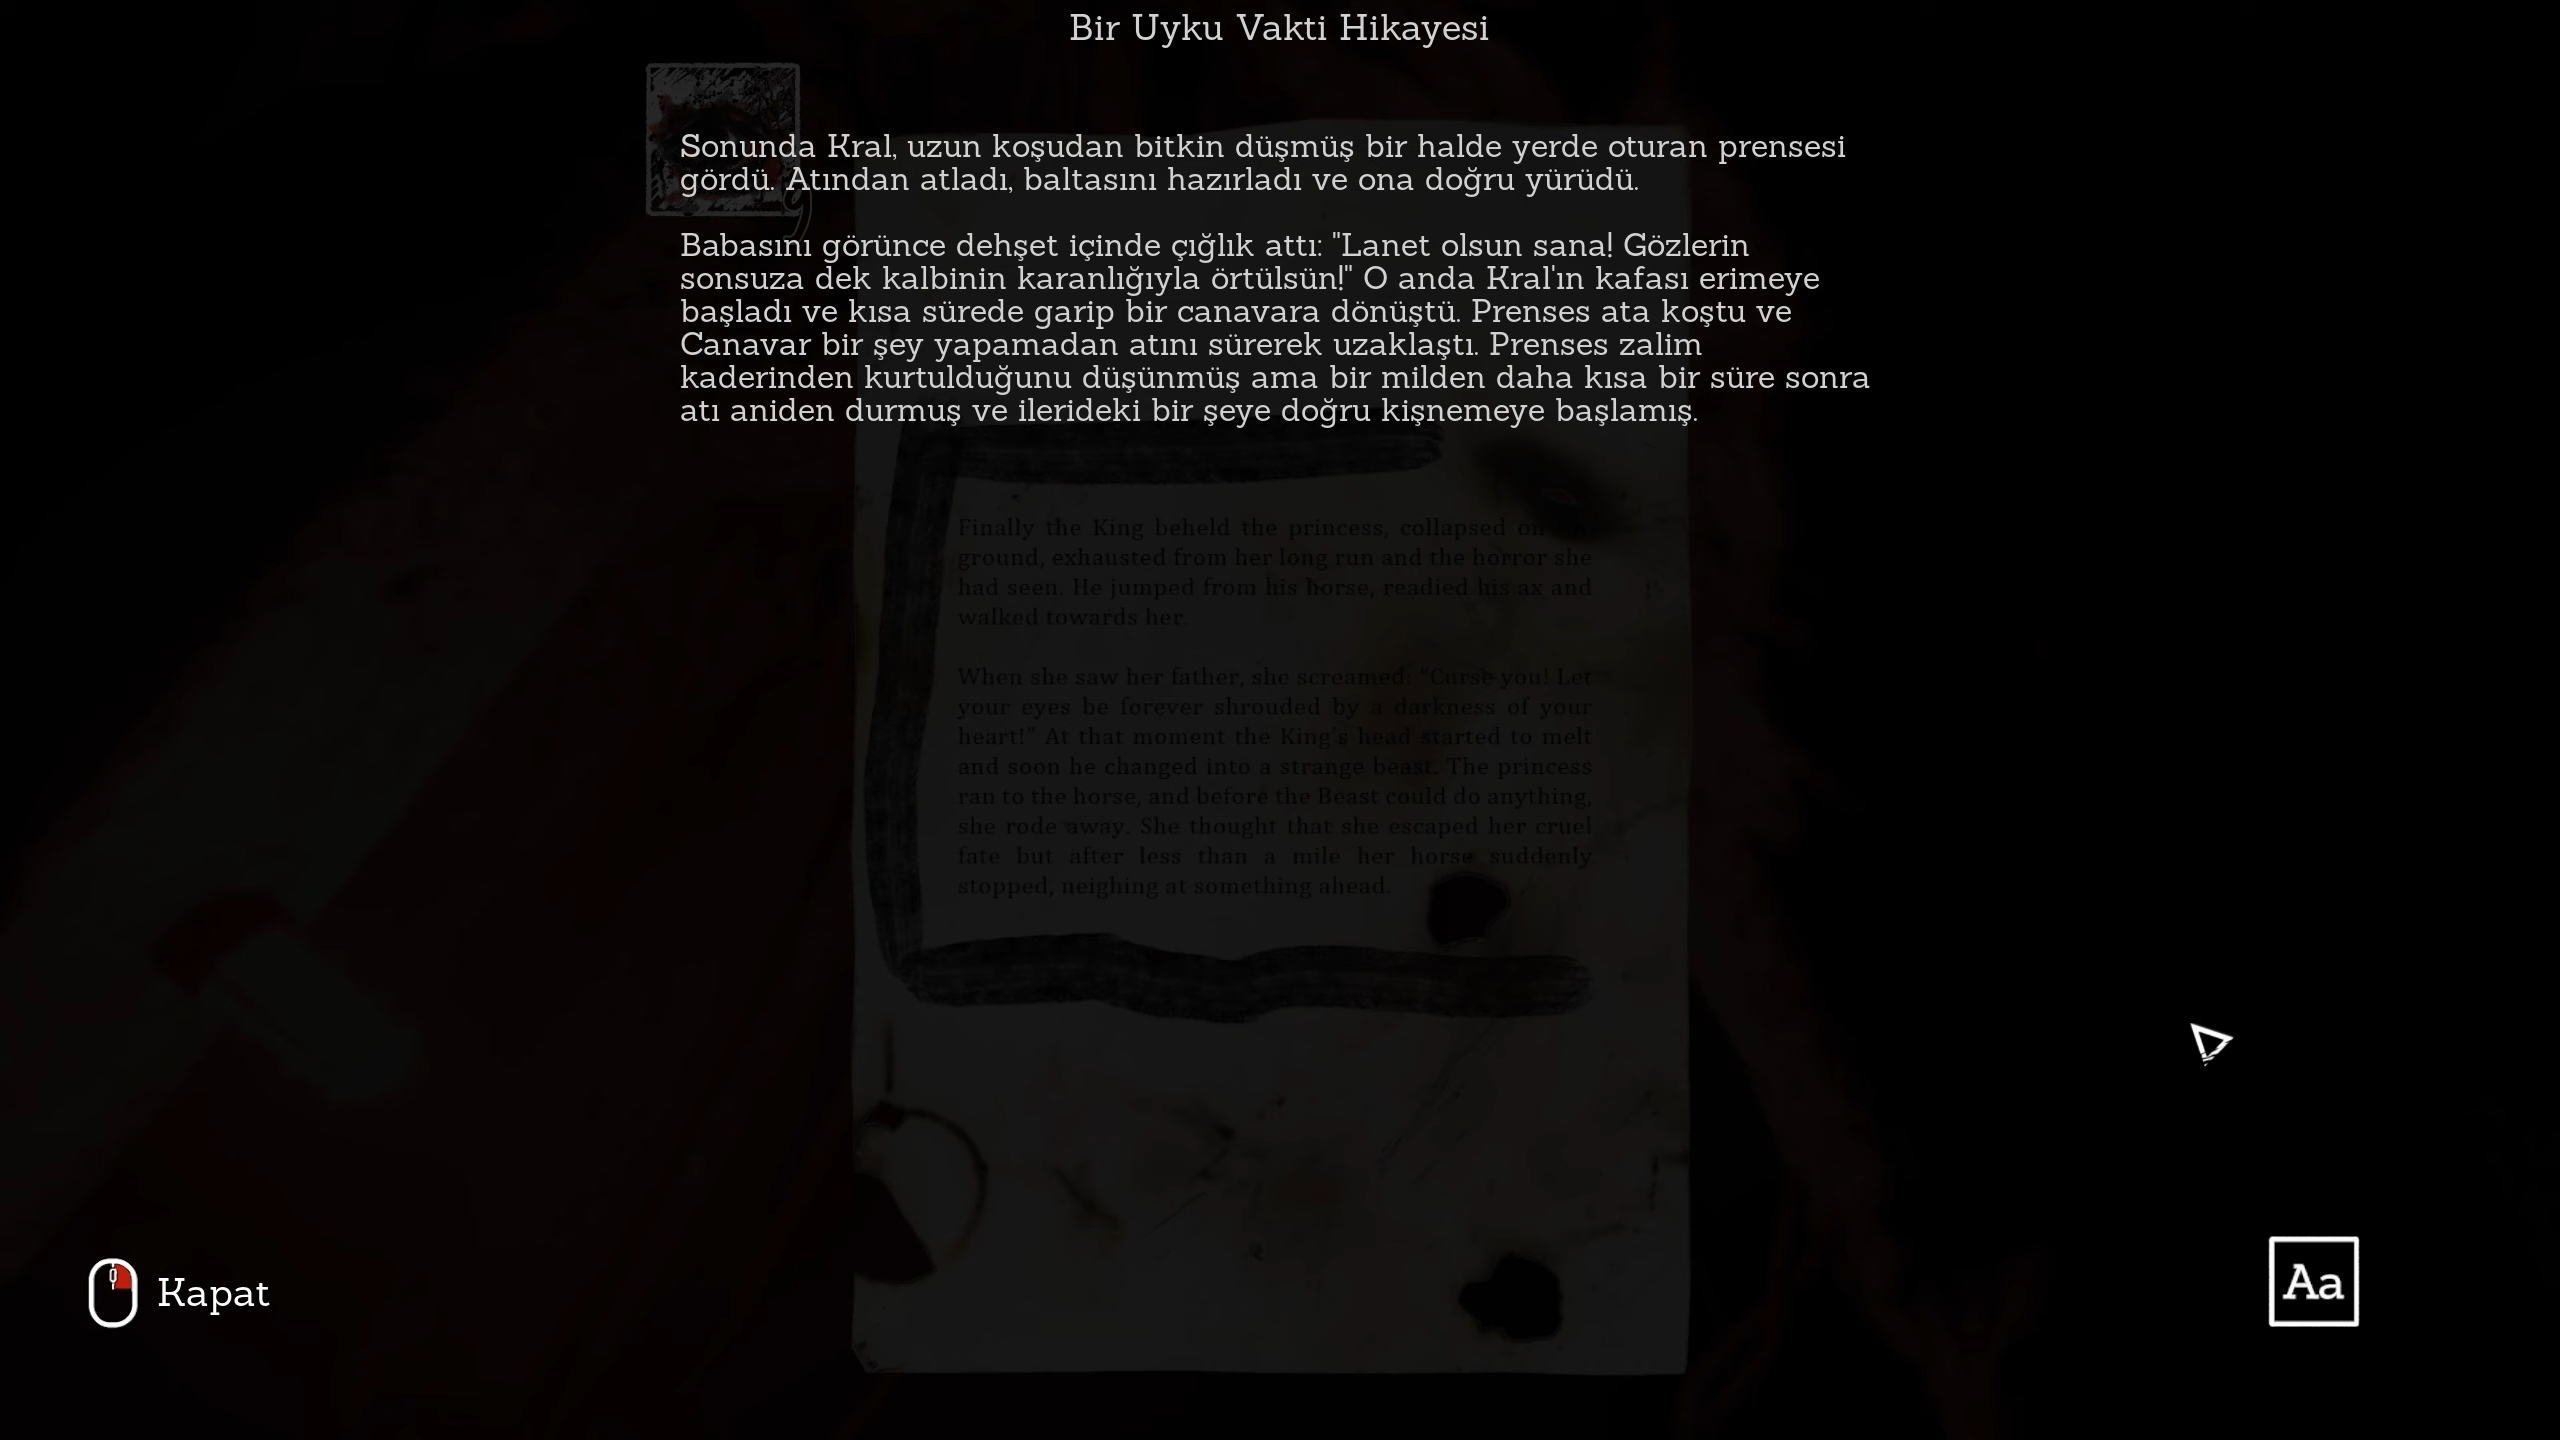 Bir Uyku Vakti Hikayesi
Sonunda Kral, uzun koşudan bitkin düşmüş bir halde yerde oturan prensesi
gördü. Atından atladı, baltasını hazırladı ve ona doğru yürüdü.
Babasını görünce dehşet içinde çığlık attı: "Lanet olsun sana! Gözlerin
sonsuza dek kalbinin karanlığıyla örtülsün!" O anda Kral'ın kafası erimeye
başladı ve kısa sürede garip bir canavara dönüştü. Prenses ata koştu ve
Canavar bir şey yapamadan atını sürerek uzaklaştı. Prenses zalim
kaderinden kurtulduğunu düşünmüş ama bir milden daha kısa bir süre sonra
atı aniden durmuş ve ilerideki bir şeye doğru kişnemeye başlamış.
Finally the King beheld the princess, collapsed on
ground, exhausted from her long run and the horror she
had seen. He jumped from his horse, readied his ax and
walked towards her.
When she saw her father, she screamed: “Curse you! Let
your eyes be forever shrouded by a darkness of your
heart!” At that moment the King's head started to melt
and soon he changed into a strange beast. The princess
ran to the horse, and before the Beast could do anything,
she rode away. She thought that she escaped her cruel
fate but after less than a mile her horse suddenly
stopped, neighing at something ahead.
Kapat
Aa